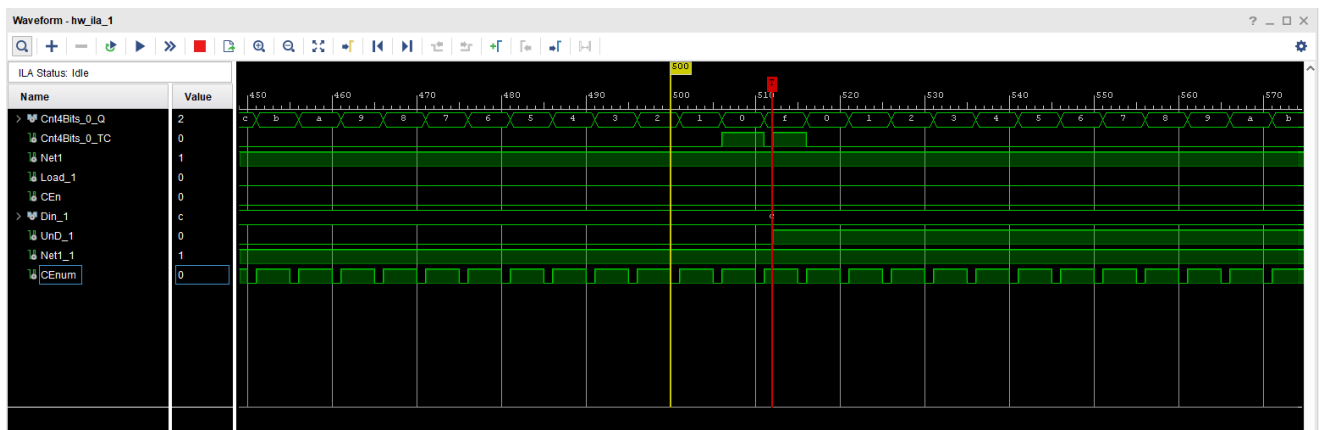 Waveform - hw_ila_1
ILA Status: Idle
500
T
Name Value
450 460 470 480 490 500 510 520 530 540 550 560 570
Cnt4Bits_0_Q 2 c b a 9 8 7 6 5 4 3 2 1 0 f 0 1 2 3 4 5 6 7 8 9 a b
Cnt4Bits_0_TC 0
Net1 1
Load_1 0
CEn 0
Din_1 c c
UnD_1 0
Net1_1 1
CEnum 0